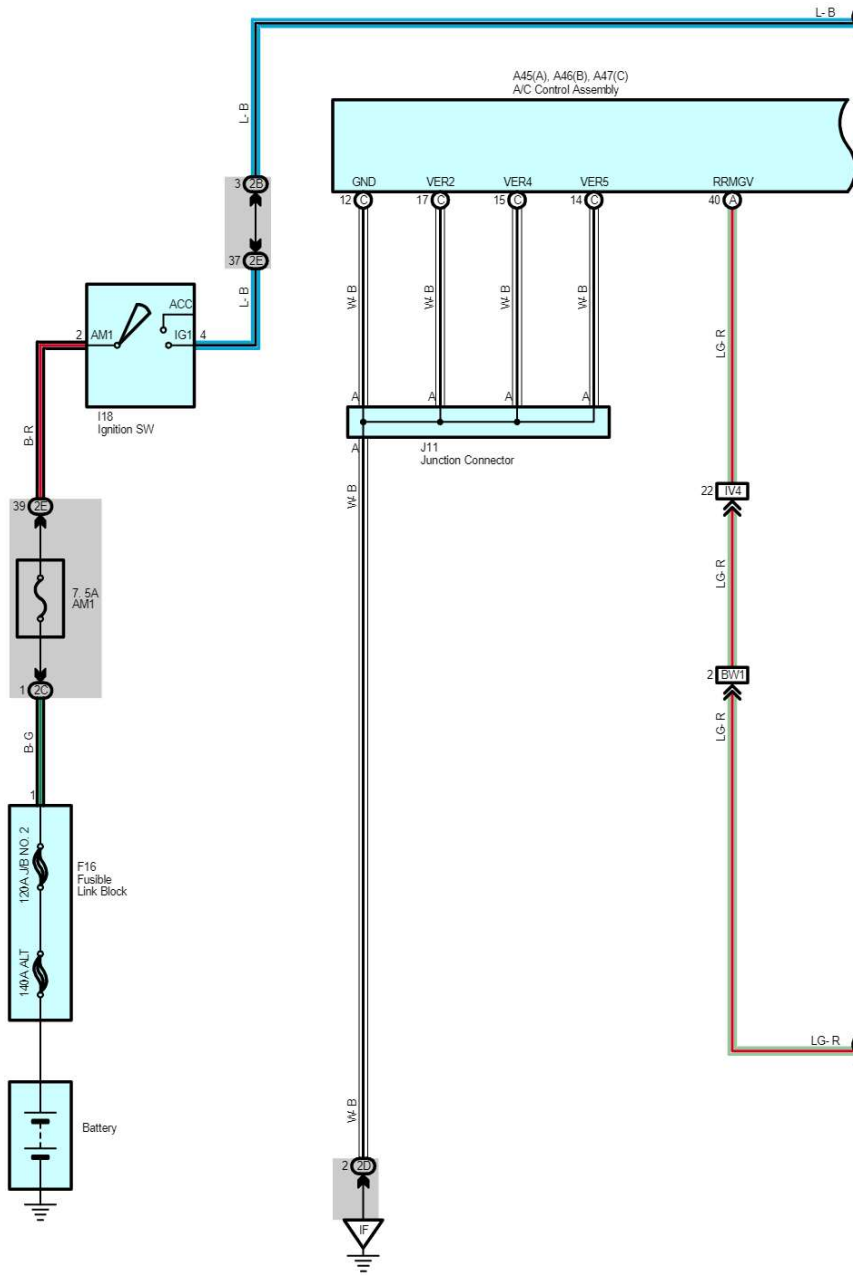 L- B
A45(A), A46(B), A47(C)
A/C Control Assembly
L- B
GND
VER2
VER4
VER5
RRMGV
3 2B
12 C
17 C
15 C
14 C
40 A
37 2E
L- B
W- B
W- B
W- B
W- B
LG- R
ACC
2 AM1
IG1 4
I18
Ignition SW
A
A
A
A
A
J11
Junction Connector
B- R
W- B
22 IV4
39 2E
7. 5A
AM1
LG- R
1 2C
2 BW1
B- G
LG- R
1
120A J/B NO. 2
F16
Fusible
Link Block
140A ALT
LG- R
Battery
W- B
2 2D
IF